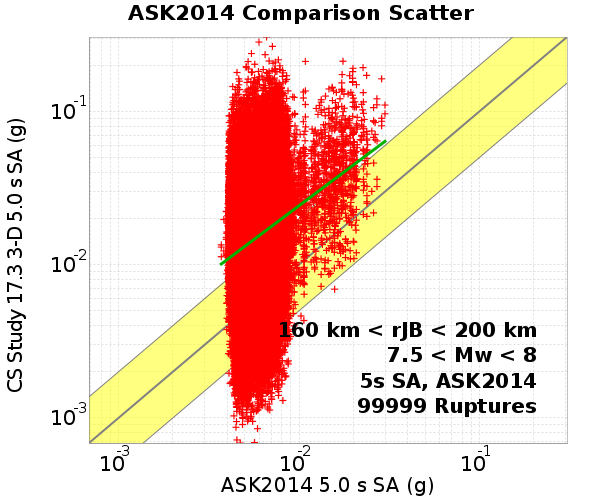 ASK2014 Comparison Scatter
CS Study 17.3 3-D 5.0 s SA (g)
10-1
10-2
10-3
160 km < rJB < 200 km
7.5 < Mw < 8
5s SA, ASK2014
99999 Ruptures
10-3 10-2 10-1
ASK2014 5.0 s SA (g)